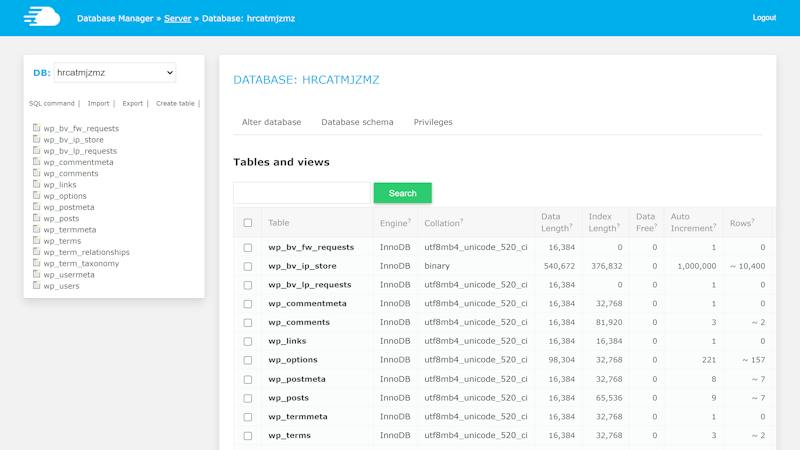 Database Manager » Server » Database: hrcatmjzmz
Logout
DB: hrcatmjzmz
SQL command | Import | Export | Create table |
wp_bv_fw_requests
wp_bv_ip_store
wp_bv_lp_requests
wp_commentmeta
wp_comments
wp_links
wp_options
wp_postmeta
wp_posts
wp_termmeta
wp_terms
wp_term_relationships
wp_term_taxonomy
wp_usermeta
wp_users
DATABASE: HRCATMJZMZ
Alter database Database schema Privileges
Tables and views
Search
Table Engine? Collation? Data Length? Index Length? Data Free? Auto Increment? Rows?
wp_bv_fw_requests InnoDB utf8mb4_unicode_520_ci 16,384 0 0 1 0
wp_bv_ip_store InnoDB binary 540,672 376,832 0 1,000,000 ~ 10,400
wp_bv_lp_requests InnoDB utf8mb4_unicode_520_ci 16,384 0 0 1 0
wp_commentmeta InnoDB utf8mb4_unicode_520_ci 16,384 32,768 0 1 0
wp_comments InnoDB utf8mb4_unicode_520_ci 16,384 81,920 0 3 ~ 2
wp_links InnoDB utf8mb4_unicode_520_ci 16,384 16,384 0 1 0
wp_options InnoDB utf8mb4_unicode_520_ci 98,304 32,768 0 221 ~ 157
wp_postmeta InnoDB utf8mb4_unicode_520_ci 16,384 32,768 0 8 ~ 7
wp_posts InnoDB utf8mb4_unicode_520_ci 16,384 65,536 0 9 ~ 7
wp_termmeta InnoDB utf8mb4_unicode_520_ci 16,384 32,768 0 1 0
wp_terms InnoDB utf8mb4_unicode_520_ci 16,384 32,768 0 3 ~ 2